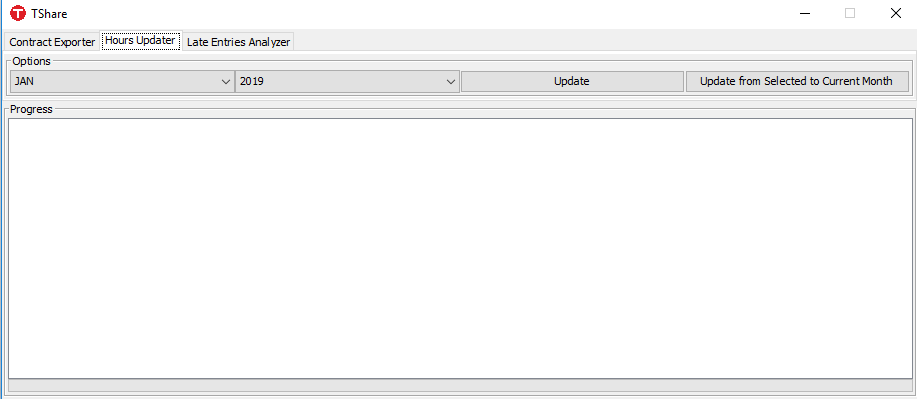 TShare
Contract Exporter Hours Updater Late Entries Analyzer
Options
JAN 2019 Update Update from Selected to Current Month
Progress